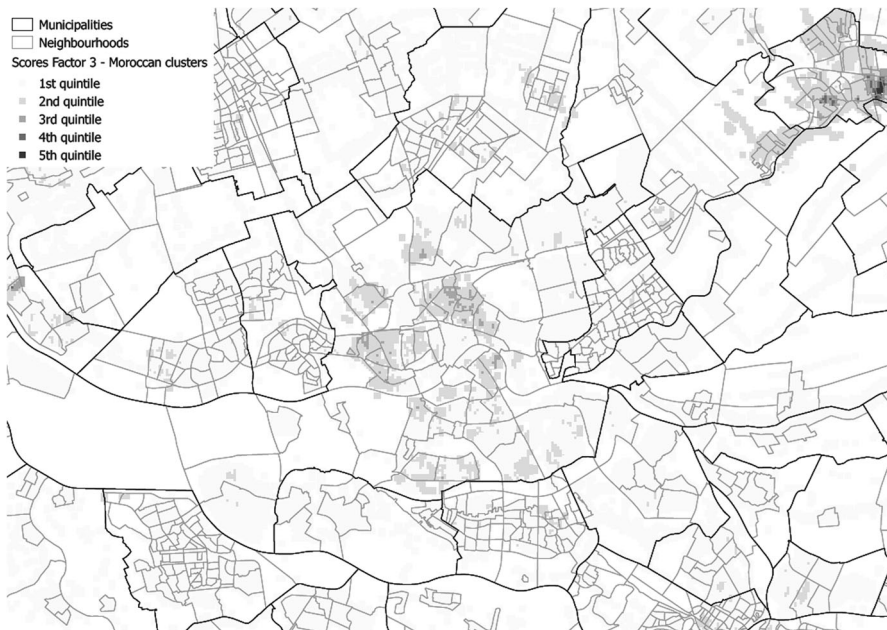 Municipalities
Neighbourhoods
Scores Factor 3 - Moroccan clusters
1st quintile
2nd quintile
3rd quintile
4th quintile
5th quintile